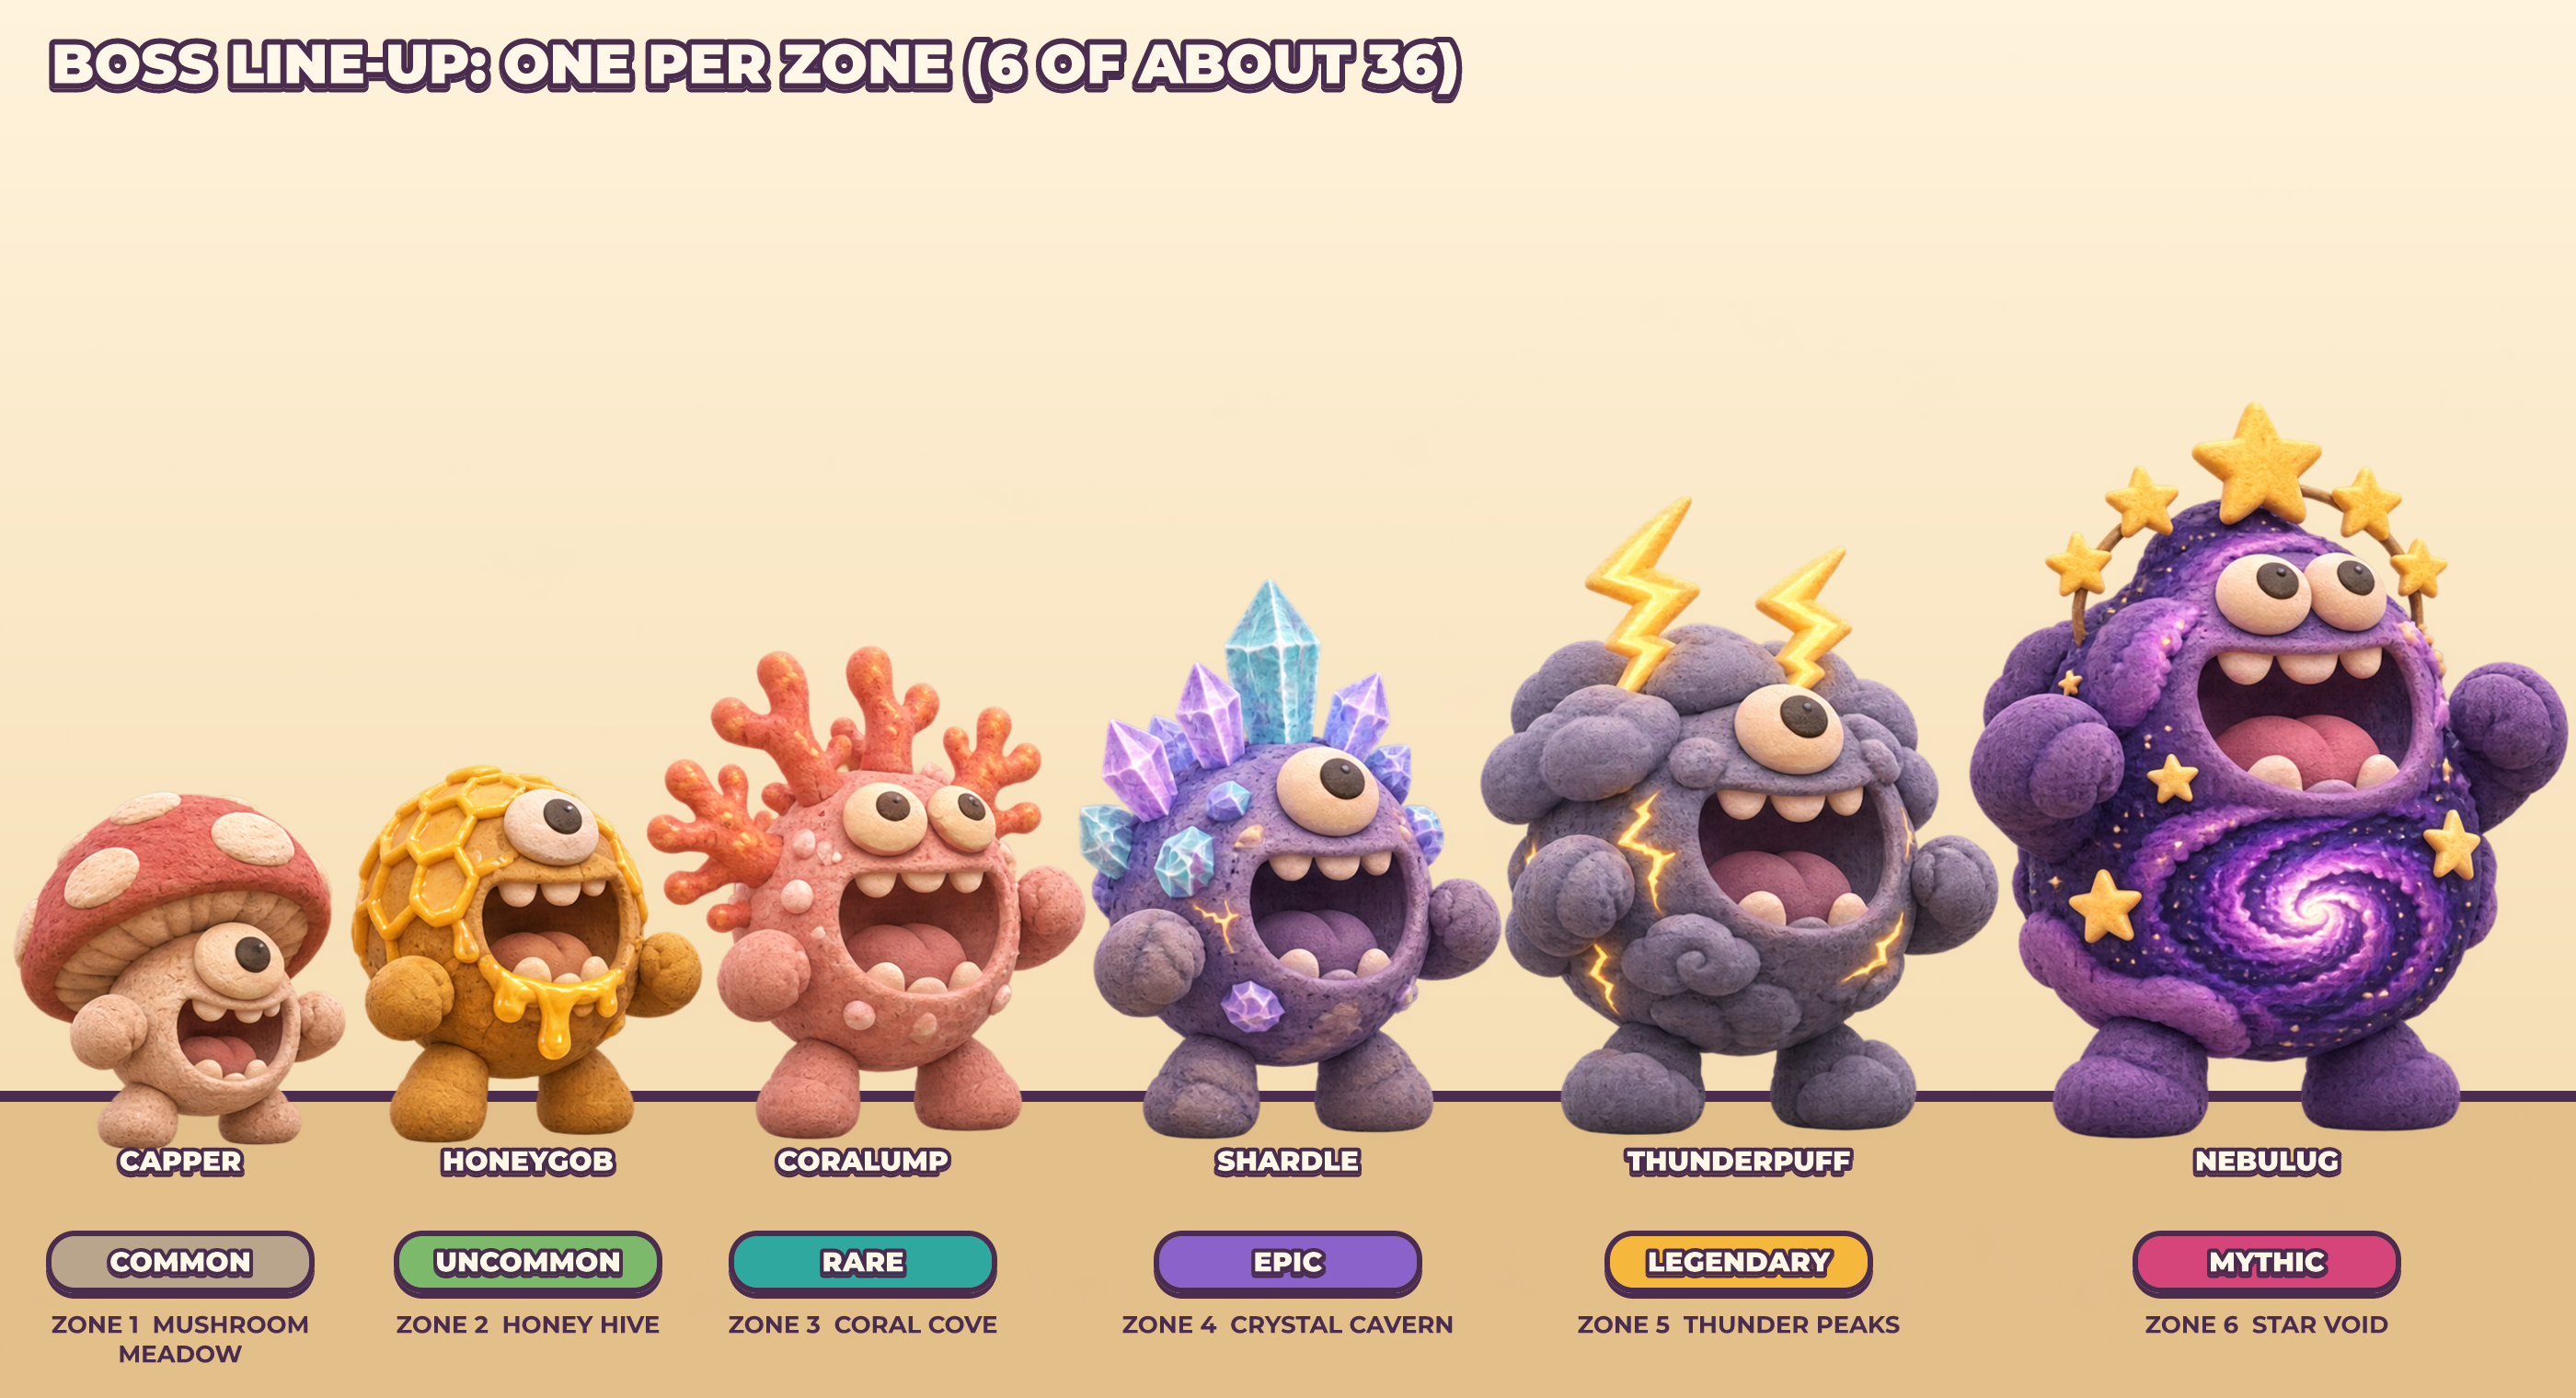 BOSS LINE-UP: ONE PER ZONE (6 OF ABOUT 36)
CAPPER
HONEYGOB
CORALUMP
SHARDLE
THUNDERPUFF
NEBULUG
COMMON
UNCOMMON
RARE
EPIC
LEGENDARY
MYTHIC
ZONE 1 MUSHROOM
MEADOW
ZONE 2 HONEY HIVE
ZONE 3 CORAL COVE
ZONE 4 CRYSTAL CAVERN
ZONE 5 THUNDER PEAKS
ZONE 6 STAR VOID